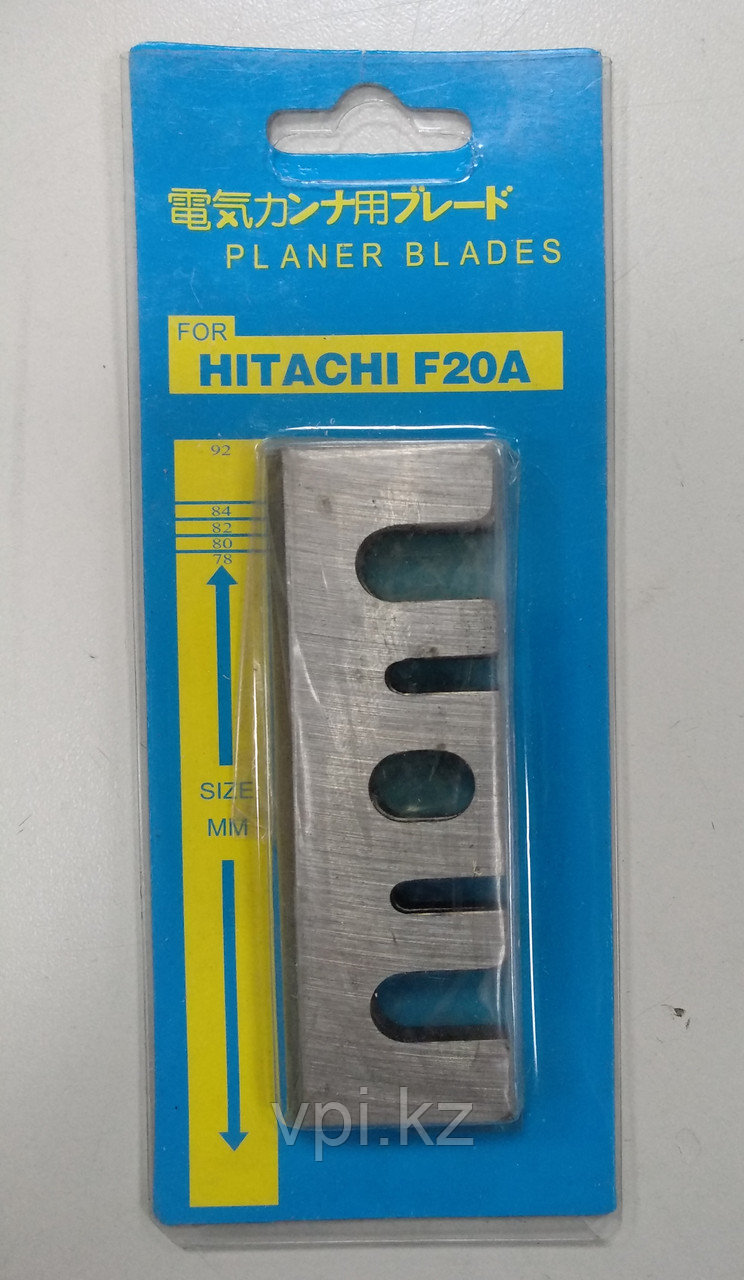 電気カンナ用ブレード
PLANER BLADES
FOR
HITACHI F20A
92
84
82
80
78
SIZE
MM
vpi.kz